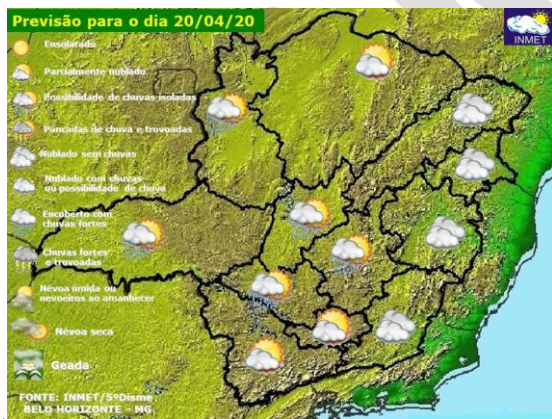 Previsão para o dia 20/04/20
INMET
Ensolarado
Parcialmente nublado
Possibilidade de chuvas isoladas
Pancadas de chuva e trovoadas
Nublado sem chuvas
Nublado com chuvas
ou possibilidade de chuva
Encoberto com
chuvas fortes
Chuvas fortes
e trovoadas
Névoa úmida ou
nevoeiros ao amanhecer
Névoa seca
Geada
FONTE: INMET/5ºDisme
BELO HORIZONTE - MG